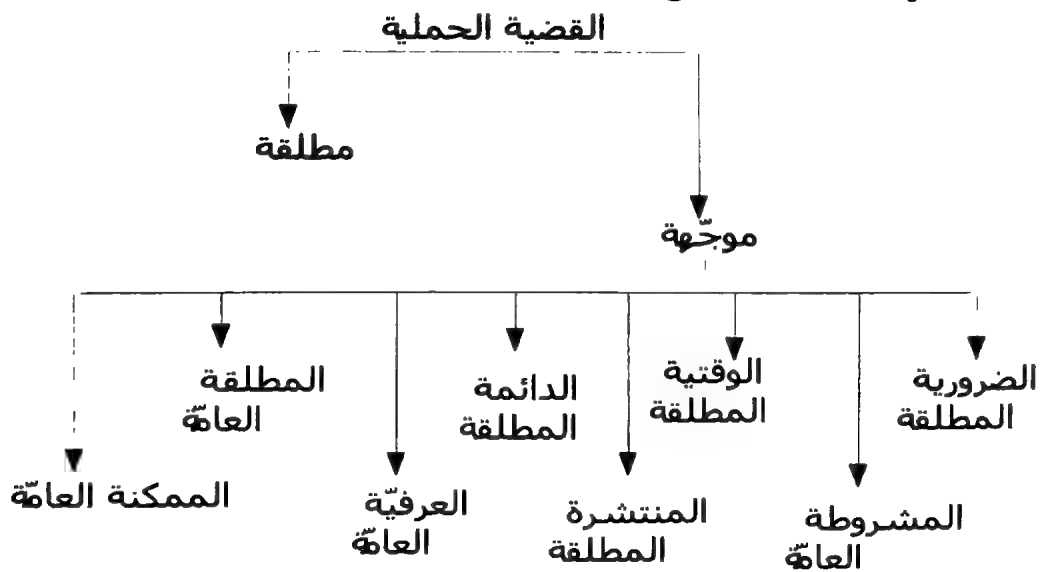 القضية الحملية
مطلقة
موجّهة
الضرورية
المطلقة
المشروطة
العامّة
الوقتية
المطلقة
المنتشرة
المطلقة
الدائمة
المطلقة
العرفيّة
العامّة
المطلقة
العامّة
الممكنة العامّة